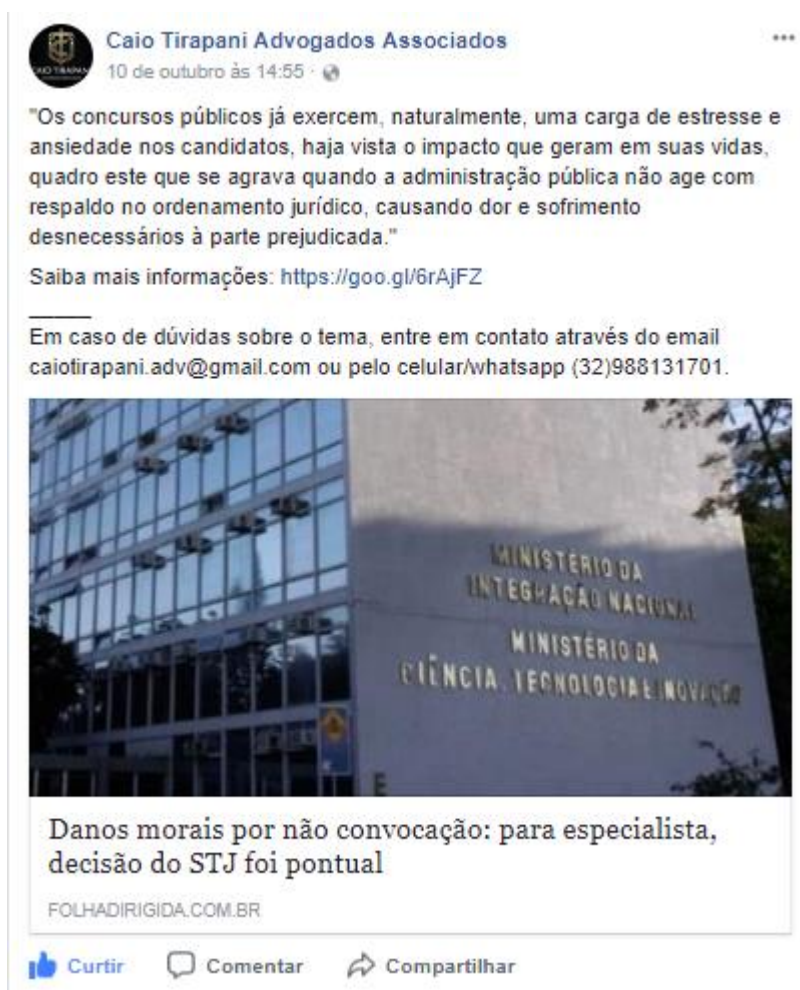 Caio Tirapani Advogados Associados
10 de outubro às 14:55 ·
"Os concursos públicos já exercem, naturalmente, uma carga de estresse e
ansiedade nos candidatos, haja vista o impacto que geram em suas vidas,
quadro este que se agrava quando a administração pública não age com
respaldo no ordenamento jurídico, causando dor e sofrimento
desnecessários à parte prejudicada."
Saiba mais informações: https://goo.gl/6rAjFZ
Em caso de dúvidas sobre o tema, entre em contato através do email
caiotirapani.adv@gmail.com ou pelo celular/whatsapp (32)988131701.
MINISTÉRIO DA
INTEGRAÇÃO NACIONAL
MINISTÉRIO DA
CIÊNCIA, TECNOLOGIA E INOVAÇÃO
Danos morais por não convocação: para especialista,
decisão do STJ foi pontual
FOLHADIRIGIDA.COM.BR
Curtir Comentar Compartilhar